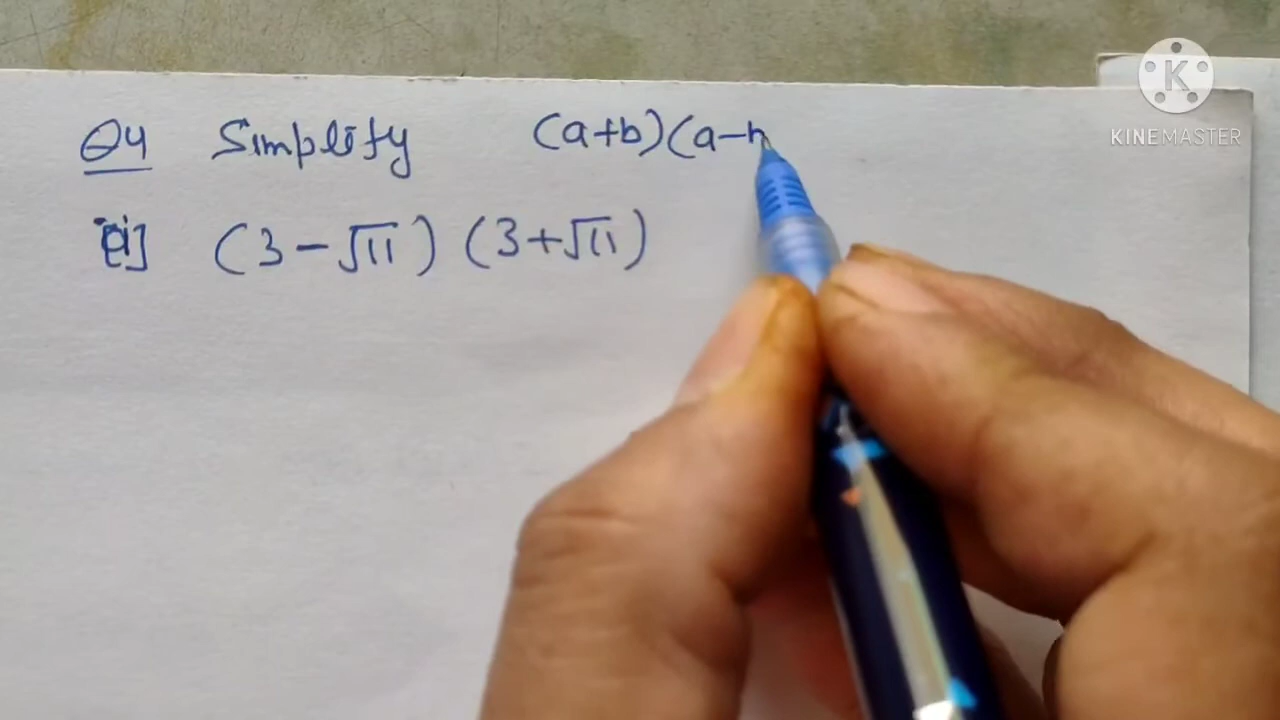 Q4 Simplify (a+b)(a-b
[i] (3-√11) (3+√11)
K
KINEMASTER